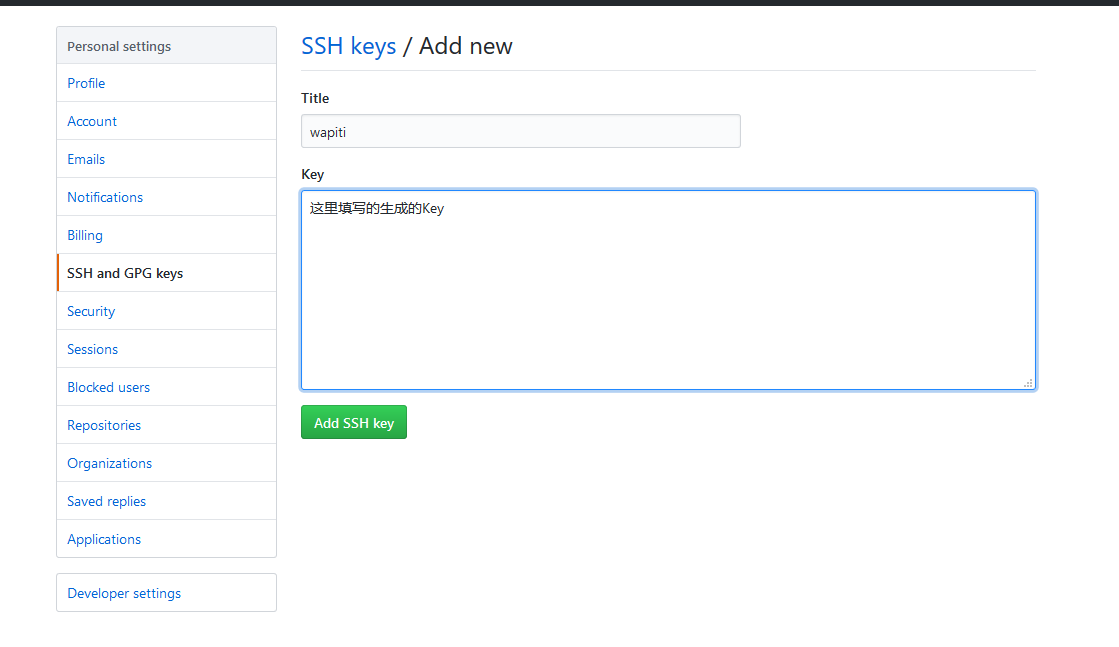 Personal settings
Profile
Account
Emails
Notifications
Billing
SSH and GPG keys
Security
Sessions
Blocked users
Repositories
Organizations
Saved replies
Applications
Developer settings
SSH keys / Add new
Title
wapiti
Key
这里填写的生成的Key
Add SSH key